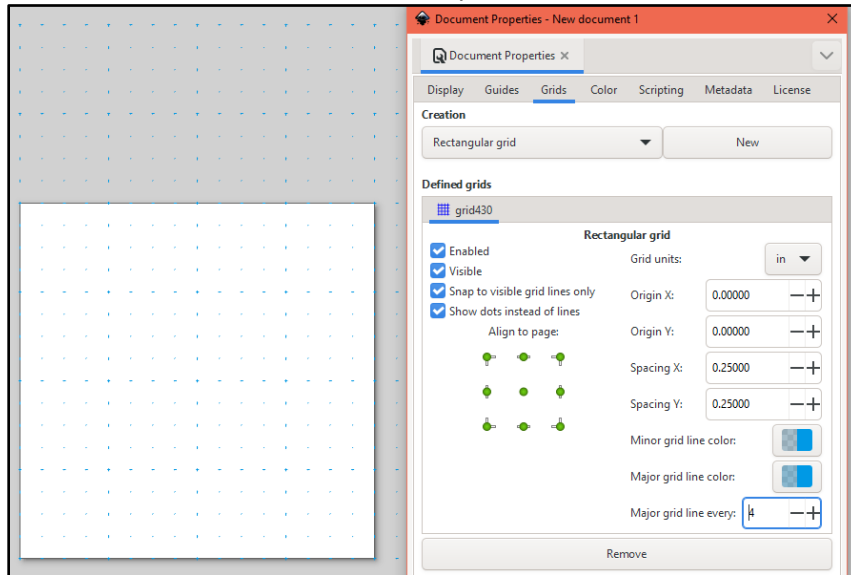 Document Properties - New document 1
Document Properties
Display Guides Grids Color Scripting Metadata License
Creation
Rectangular grid New
Defined grids
grid430
Rectangular grid
Enabled
Grid units: in
Visible
Snap to visible grid lines only
Origin X: 0.00000
Show dots instead of lines
Align to page:
Origin Y: 0.00000
Spacing X: 0.25000
Spacing Y: 0.25000
Minor grid line color:
Major grid line color:
Major grid line every: 4
Remove